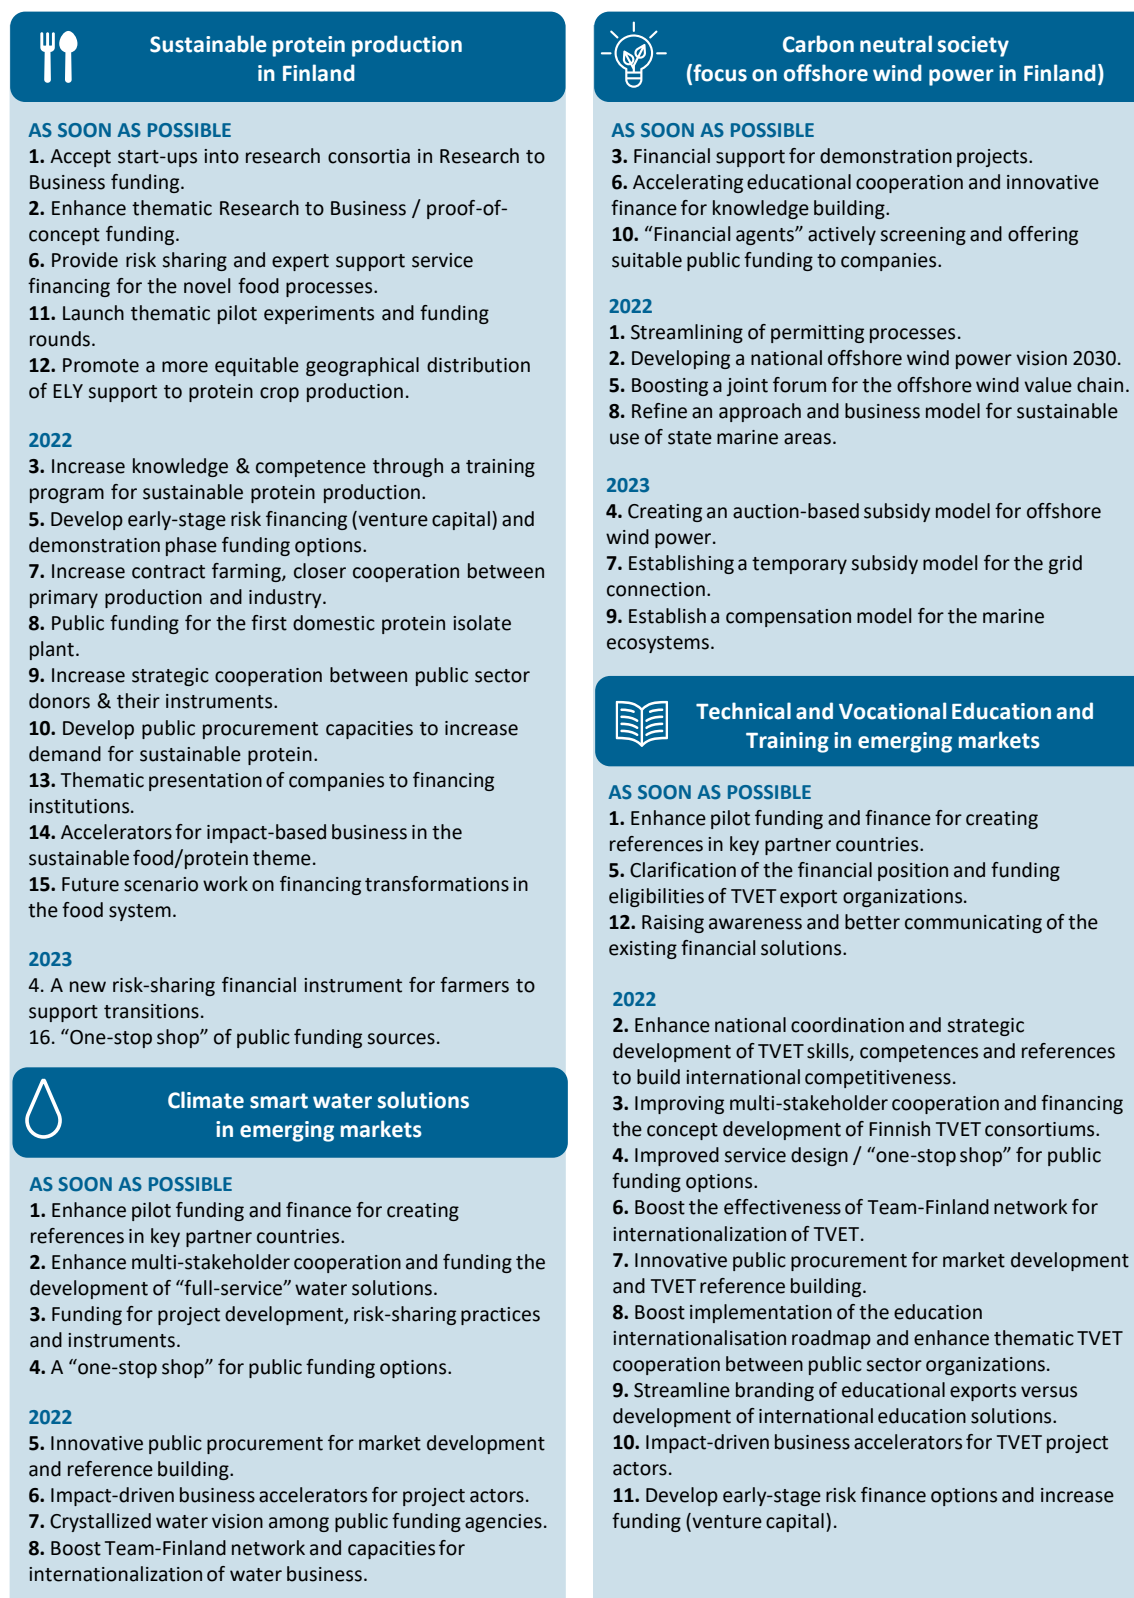 Sustainable protein production
in Finland
AS SOON AS POSSIBLE
1. Accept start-ups into research consortia in Research to
Business funding.
2. Enhance thematic Research to Business / proof-of-
concept funding.
6. Provide risk sharing and expert support service
financing for the novel food processes.
11. Launch thematic pilot experiments and funding
rounds.
12. Promote a more equitable geographical distribution
of ELY support to protein crop production.
2022
3. Increase knowledge & competence through a training
program for sustainable protein production.
5. Develop early-stage risk financing (venture capital) and
demonstration phase funding options.
7. Increase contract farming, closer cooperation between
primary production and industry.
8. Public funding for the first domestic protein isolate
plant.
9. Increase strategic cooperation between public sector
donors & their instruments.
10. Develop public procurement capacities to increase
demand for sustainable protein.
13. Thematic presentation of companies to financing
institutions.
14. Accelerators for impact-based business in the
sustainable food/protein theme.
15. Future scenario work on financing transformations in
the food system.
2023
4. A new risk-sharing financial instrument for farmers to
support transitions.
16. “One-stop shop” of public funding sources.
Climate smart water solutions
in emerging markets
AS SOON AS POSSIBLE
1. Enhance pilot funding and finance for creating
references in key partner countries.
2. Enhance multi-stakeholder cooperation and funding the
development of “full-service” water solutions.
3. Funding for project development, risk-sharing practices
and instruments.
4. A “one-stop shop” for public funding options.
2022
5. Innovative public procurement for market development
and reference building.
6. Impact-driven business accelerators for project actors.
7. Crystallized water vision among public funding agencies.
8. Boost Team-Finland network and capacities for
internationalization of water business.
Carbon neutral society
(focus on offshore wind power in Finland)
AS SOON AS POSSIBLE
3. Financial support for demonstration projects.
6. Accelerating educational cooperation and innovative
finance for knowledge building.
10. “Financial agents” actively screening and offering
suitable public funding to companies.
2022
1. Streamlining of permitting processes.
2. Developing a national offshore wind power vision 2030.
5. Boosting a joint forum for the offshore wind value chain.
8. Refine an approach and business model for sustainable
use of state marine areas.
2023
4. Creating an auction-based subsidy model for offshore
wind power.
7. Establishing a temporary subsidy model for the grid
connection.
9. Establish a compensation model for the marine
ecosystems.
Technical and Vocational Education and
Training in emerging markets
AS SOON AS POSSIBLE
1. Enhance pilot funding and finance for creating
references in key partner countries.
5. Clarification of the financial position and funding
eligibilities of TVET export organizations.
12. Raising awareness and better communicating of the
existing financial solutions.
2022
2. Enhance national coordination and strategic
development of TVET skills, competences and references
to build international competitiveness.
3. Improving multi-stakeholder cooperation and financing
the concept development of Finnish TVET consortiums.
4. Improved service design / “one-stop shop” for public
funding options.
6. Boost the effectiveness of Team-Finland network for
internationalization of TVET.
7. Innovative public procurement for market development
and TVET reference building.
8. Boost implementation of the education
internationalisation roadmap and enhance thematic TVET
cooperation between public sector organizations.
9. Streamline branding of educational exports versus
development of international education solutions.
10. Impact-driven business accelerators for TVET project
actors.
11. Develop early-stage risk finance options and increase
funding (venture capital).